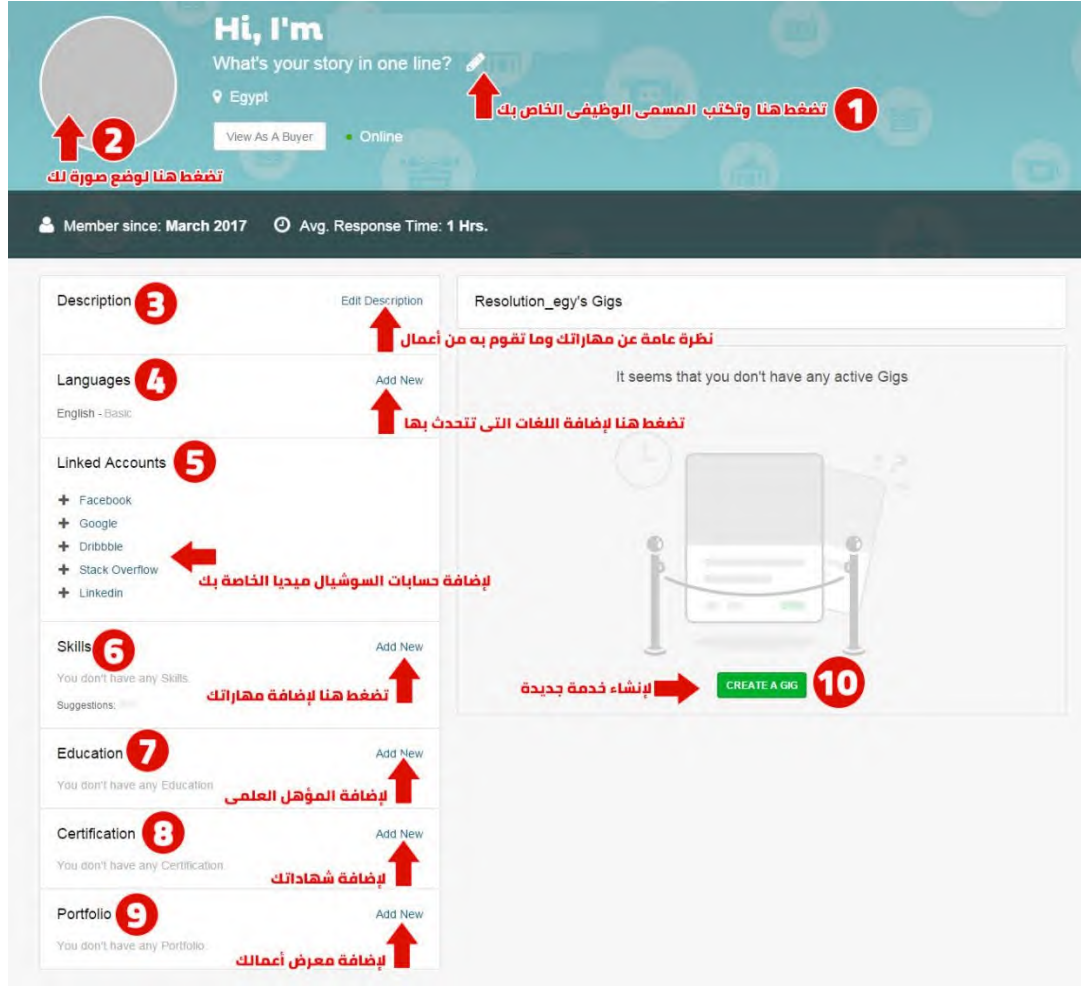 Hi, I'm
What's your story in one line?
Egypt
تضغط هنا وتكتب المسمى الوظيفى الخاص بك 1
View As A Buyer
Online
2
تضغط هنا لوضع صورة لك
Member since: March 2017
Avg. Response Time: 1 Hrs.
Description 3
Edit Description
نظرة عامة عن مهاراتك وما تقوم به من أعمال
Languages 4
Add New
English - Basic
تضغط هنا لإضافة اللغات التى تتحدث بها
Linked Accounts 5
+ Facebook
+ Google
+ Dribbble
+ Stack Overflow
+ Linkedin
لإضافة حسابات السوشيال ميديا الخاصة بك
Skills 6
Add New
You don't have any Skills.
Suggestions:
تضغط هنا لإضافة مهاراتك
Education 7
Add New
You don't have any Education
لإضافة المؤهل العلمى
Certification 8
Add New
You don't have any Certification.
لإضافة شهاداتك
Portfolio 9
Add New
You don't have any Portfolio.
لإضافة معرض أعمالك
Resolution_egy's Gigs
It seems that you don't have any active Gigs
لإنشاء خدمة جديدة
CREATE A GIG 10